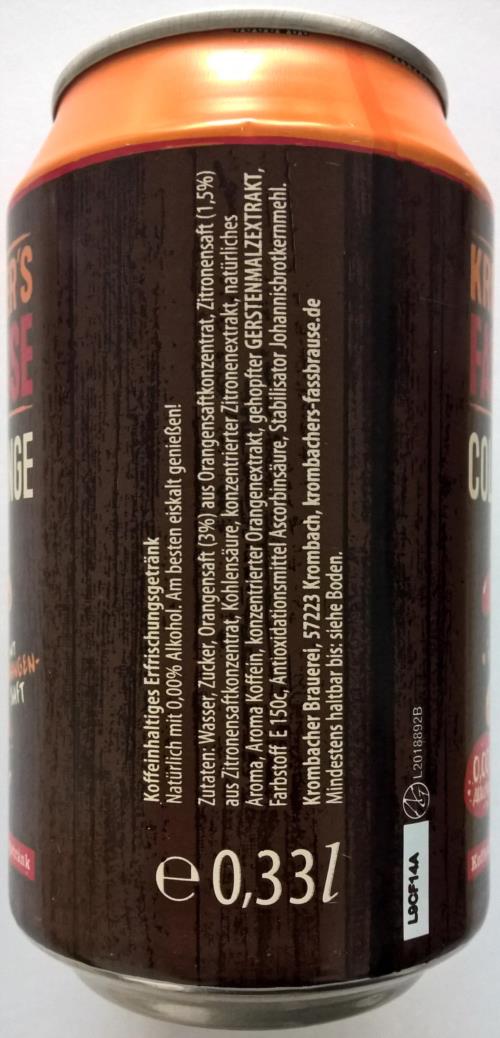 Koffeinhaltiges Erfrischungsgetränk
Natürlich mit 0,00% Alkohol. Am besten eiskalt genießen!
Zutaten: Wasser, Zucker, Orangensaft (3%) aus Orangensaftkonzentrat, Zitronensaft (1,5%)
aus Zitronensaftkonzentrat, Kohlensäure, konzentrierter Zitronenextrakt, natürliches
Aroma, Aroma Koffein, konzentrierter Orangenextrakt, gehopfter GERSTENMALZEXTRAKT,
Farbstoff E 150c, Antioxidationsmittel Ascorbinsäure, Stabilisator Johannisbrotkernmehl.
Krombacher Brauerei, 57223 Krombach, krombachers-fassbrause.de
Mindestens haltbar bis: siehe Boden.
e 0,33l
L9CF14A
L2018892B